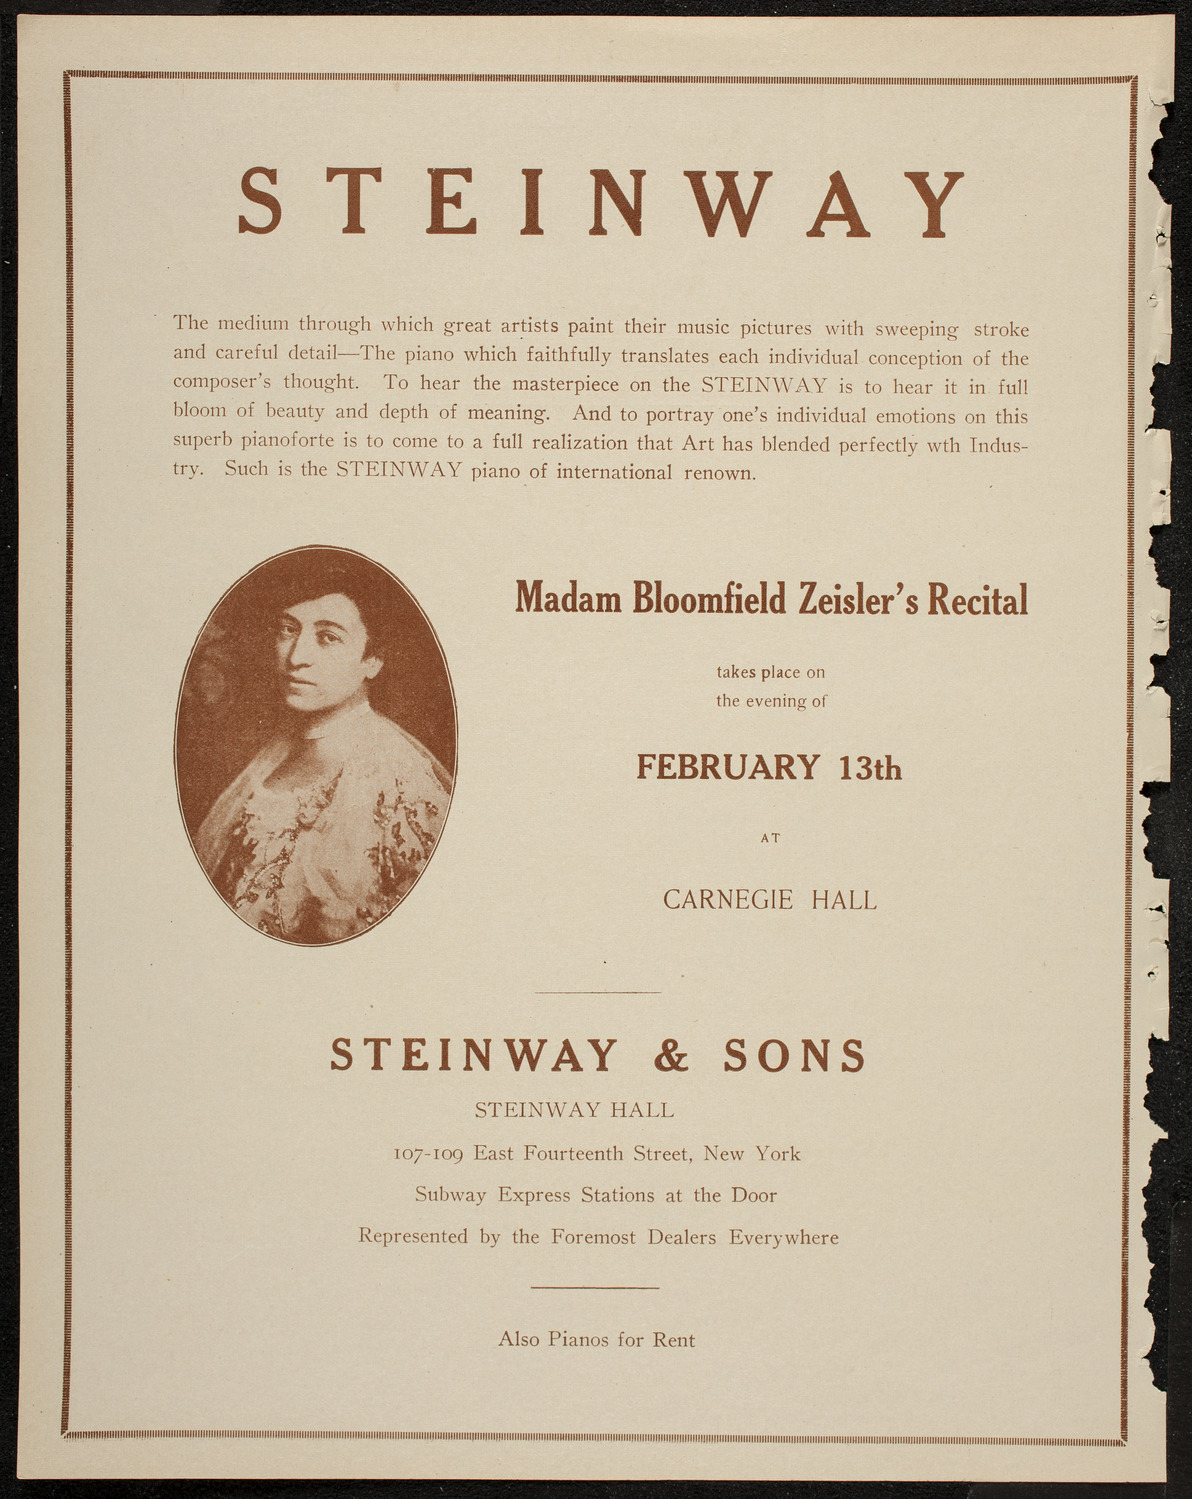 STEINWAY
The medium through which great artists paint their music pictures with sweeping stroke
and careful detail—The piano which faithfully translates each individual conception of the
composer's thought. To hear the masterpiece on the STEINWAY is to hear it in full
bloom of beauty and depth of meaning. And to portray one's individual emotions on this
superb pianoforte is to come to a full realization that Art has blended perfectly wth Indus-
try. Such is the STEINWAY piano of international renown.
Madam Bloomfield Zeisler's Recital
takes place on
the evening of
FEBRUARY 13th
AT
CARNEGIE HALL
STEINWAY & SONS
STEINWAY HALL
107-109 East Fourteenth Street, New York
Subway Express Stations at the Door
Represented by the Foremost Dealers Everywhere
Also Pianos for Rent